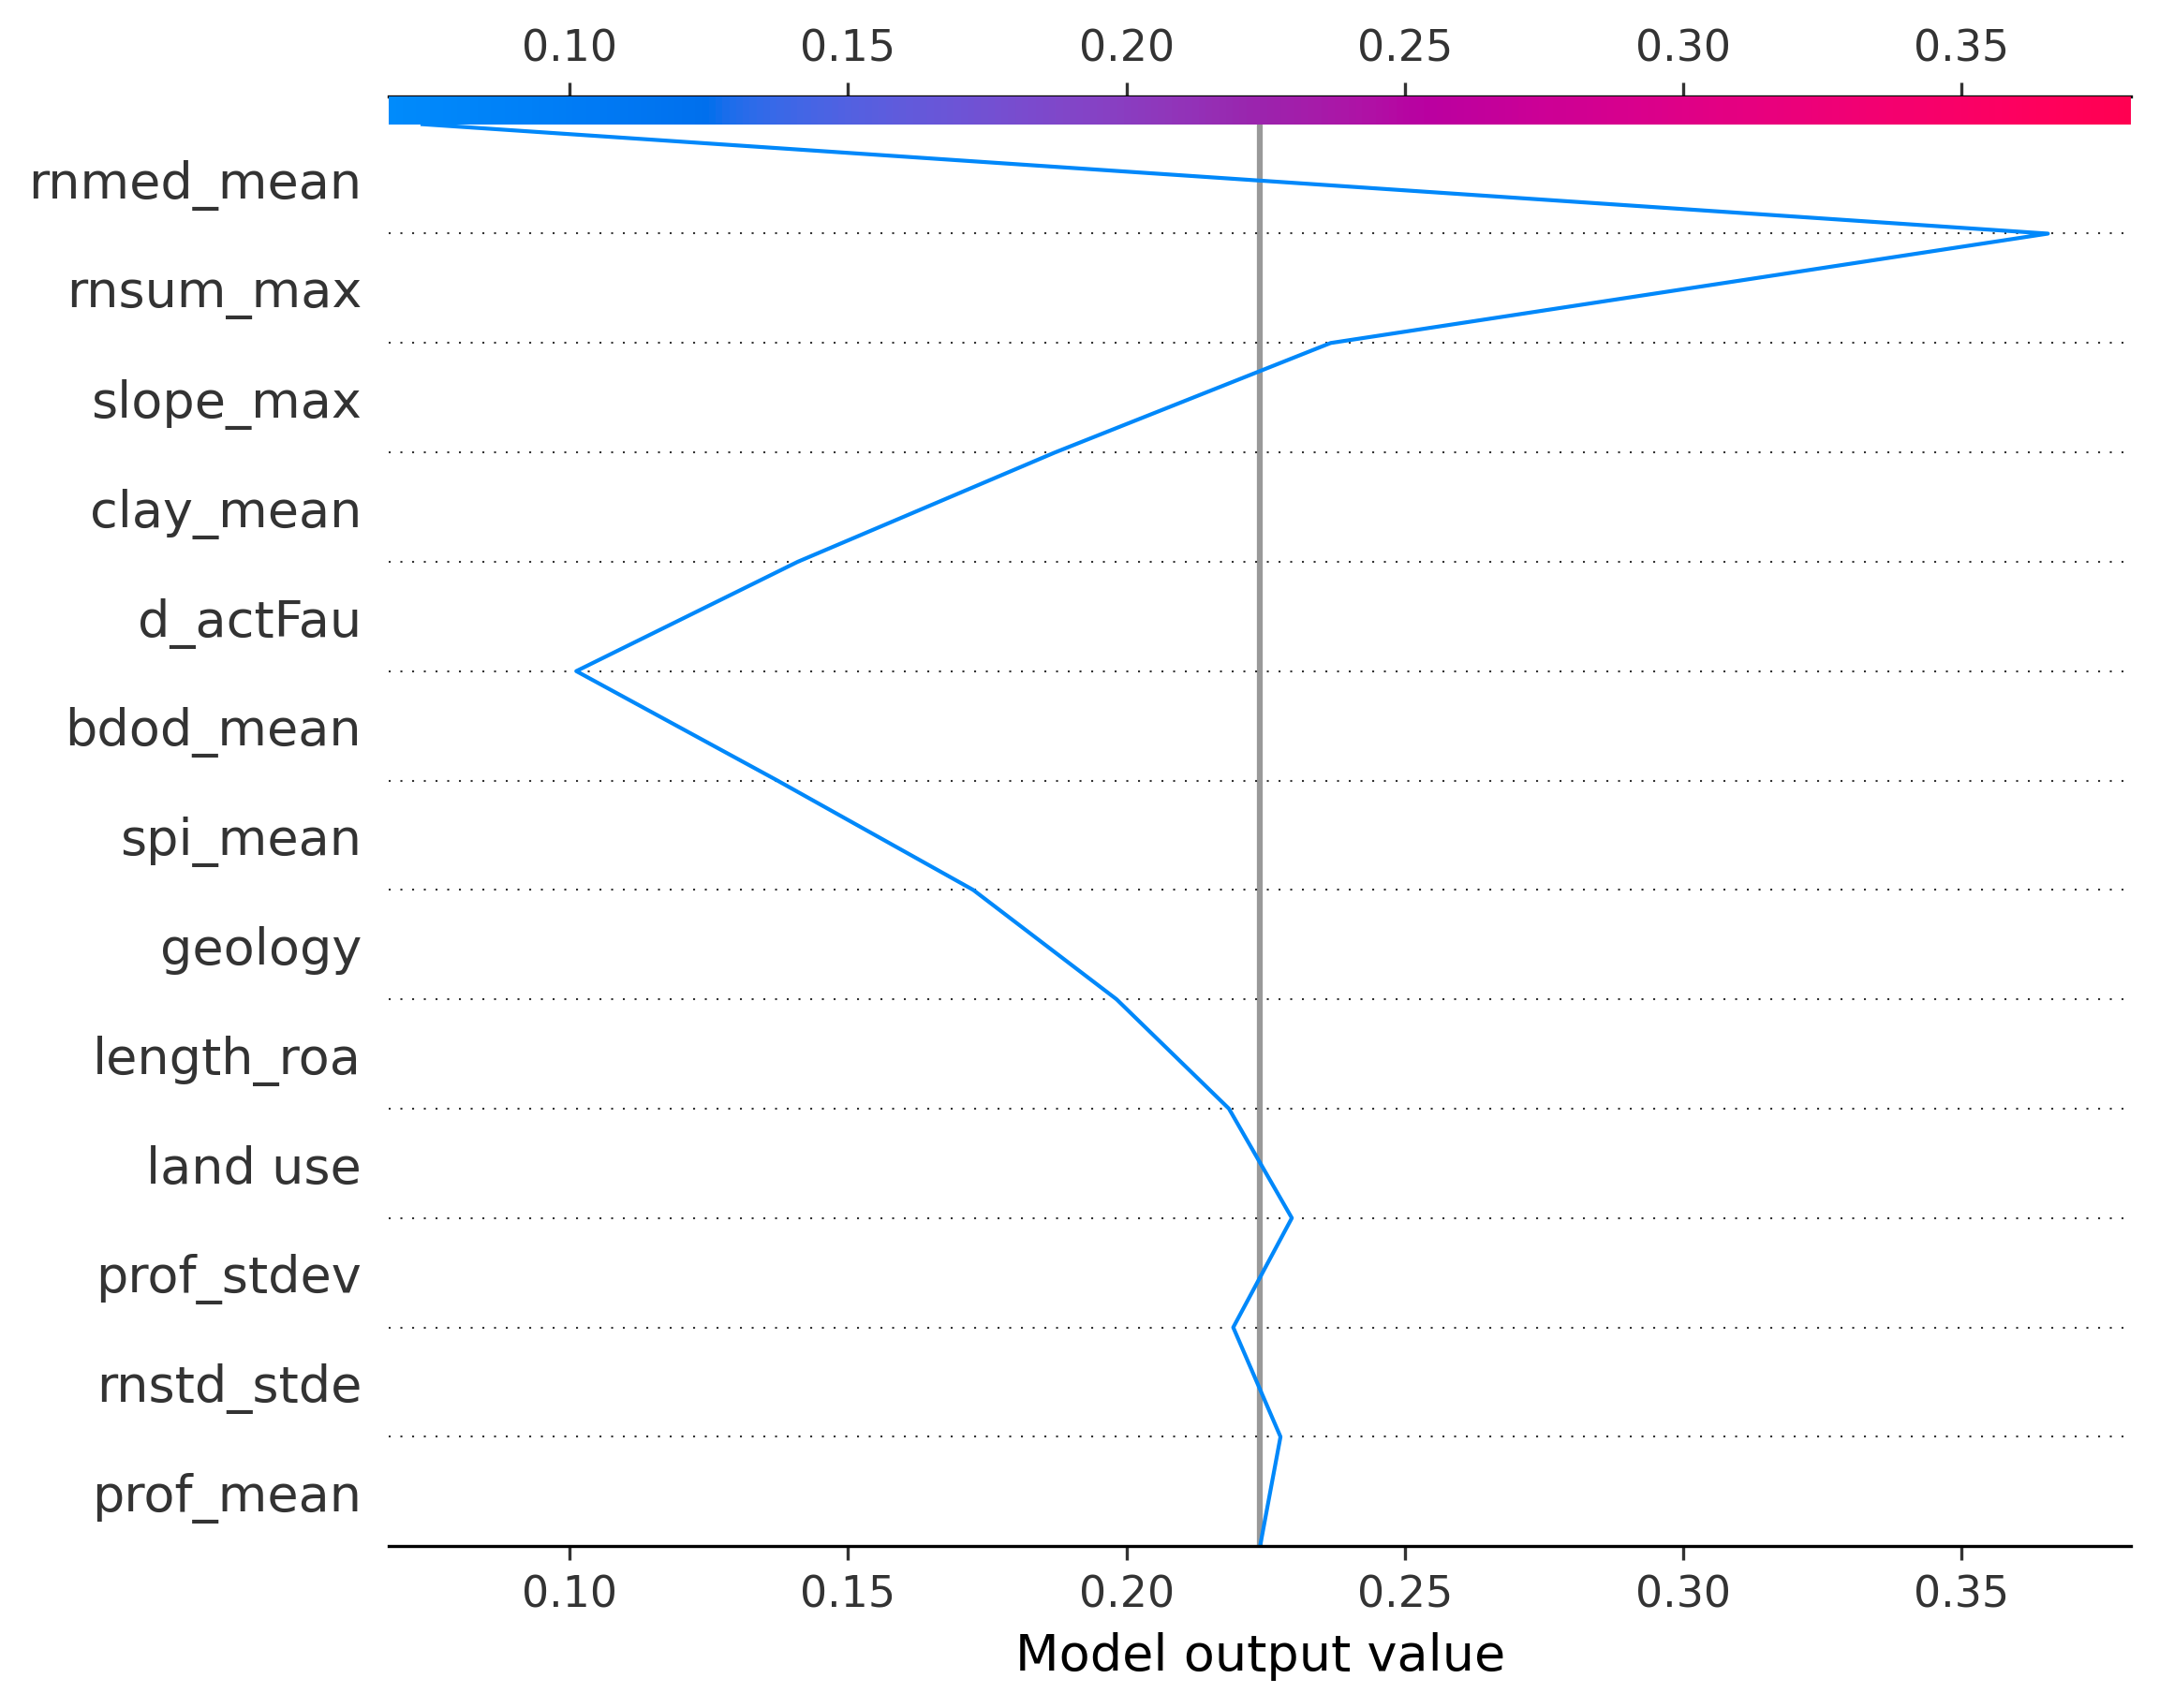 0.10 0.15 0.20 0.25 0.30 0.35
rnmed_mean
rnsum_max
slope_max
clay_mean
d_actFau
bdod_mean
spi_mean
geology
length_roa
land use
prof_stdev
rnstd_stde
prof_mean
0.10 0.15 0.20 0.25 0.30 0.35
Model output value